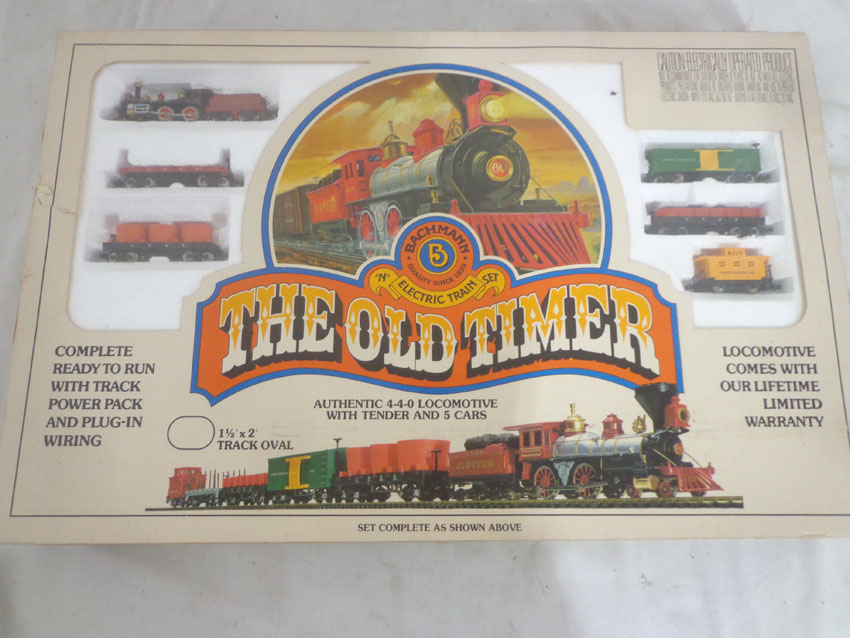 CAUTION-ELECTRICALLY OPERATED PRODUCT
60
JUPITER
BACHMANN
B
QUALITY SINCE 1833
"N" ELECTRIC TRAIN SET
THE OLD TIMER
COMPLETE
READY TO RUN
WITH TRACK
POWER PACK
AND PLUG-IN
WIRING
1½' x 2'
TRACK OVAL
AUTHENTIC 4-4-0 LOCOMOTIVE
WITH TENDER AND 5 CARS
LOCOMOTIVE
COMES WITH
OUR LIFETIME
LIMITED
WARRANTY
JUPITER
SET COMPLETE AS SHOWN ABOVE